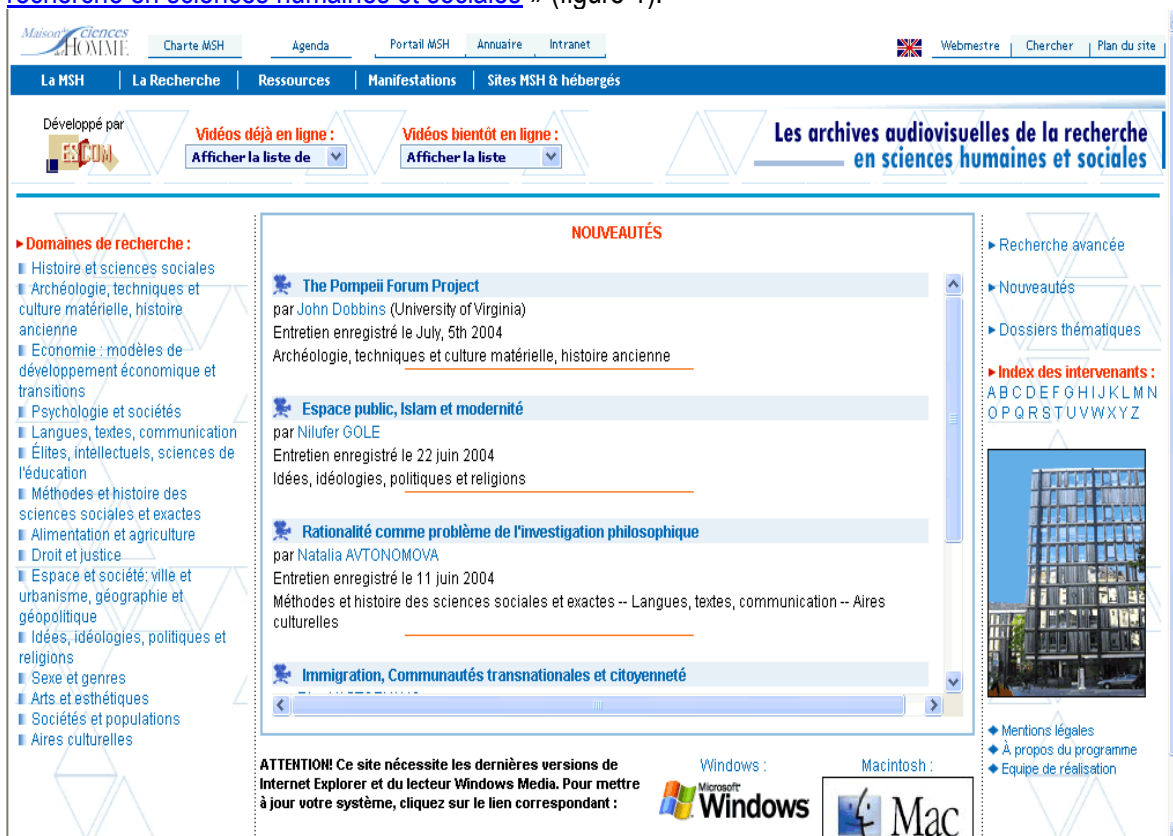 recherche en sciences humaines et sociales » (figure 1).
Maison des Sciences
de l'HOMME
Charte MSH Agenda Portail MSH Annuaire Intranet Webmestre Chercher Plan du site
La MSH La Recherche Ressources Manifestations Sites MSH & hébergés
Développé par
ESCOM
Vidéos déjà en ligne :
Afficher la liste de
Vidéos bientôt en ligne :
Afficher la liste
Les archives audiovisuelles de la recherche
en sciences humaines et sociales
Domaines de recherche :
Histoire et sciences sociales
Archéologie, techniques et
culture matérielle, histoire
ancienne
Economie : modèles de
développement économique et
transitions
Psychologie et sociétés
Langues, textes, communication
Élites, intellectuels, sciences de
l'éducation
Méthodes et histoire des
sciences sociales et exactes
Alimentation et agriculture
Droit et justice
Espace et société: ville et
urbanisme, géographie et
géopolitique
Idées, idéologies, politiques et
religions
Sexe et genres
Arts et esthétiques
Sociétés et populations
Aires culturelles
NOUVEAUTÉS
The Pompeii Forum Project
par John Dobbins (University of Virginia)
Entretien enregistré le July, 5th 2004
Archéologie, techniques et culture matérielle, histoire ancienne
Espace public, Islam et modernité
par Nilufer GOLE
Entretien enregistré le 22 juin 2004
Idées, idéologies, politiques et religions
Rationalité comme problème de l'investigation philosophique
par Natalia AVTONOMOVA
Entretien enregistré le 11 juin 2004
Méthodes et histoire des sciences sociales et exactes -- Langues, textes, communication -- Aires
culturelles
Immigration, Communautés transnationales et citoyenneté
ATTENTION! Ce site nécessite les dernières versions de
Internet Explorer et du lecteur Windows Media. Pour mettre
à jour votre système, cliquez sur le lien correspondant :
Windows :
Microsoft
Windows
Macintosh :
Mac
Recherche avancée
Nouveautés
Dossiers thématiques
Index des intervenants :
A B C D E F G H I J K L M N
O P Q R S T U V W X Y Z
Mentions légales
À propos du programme
Equipe de réalisation